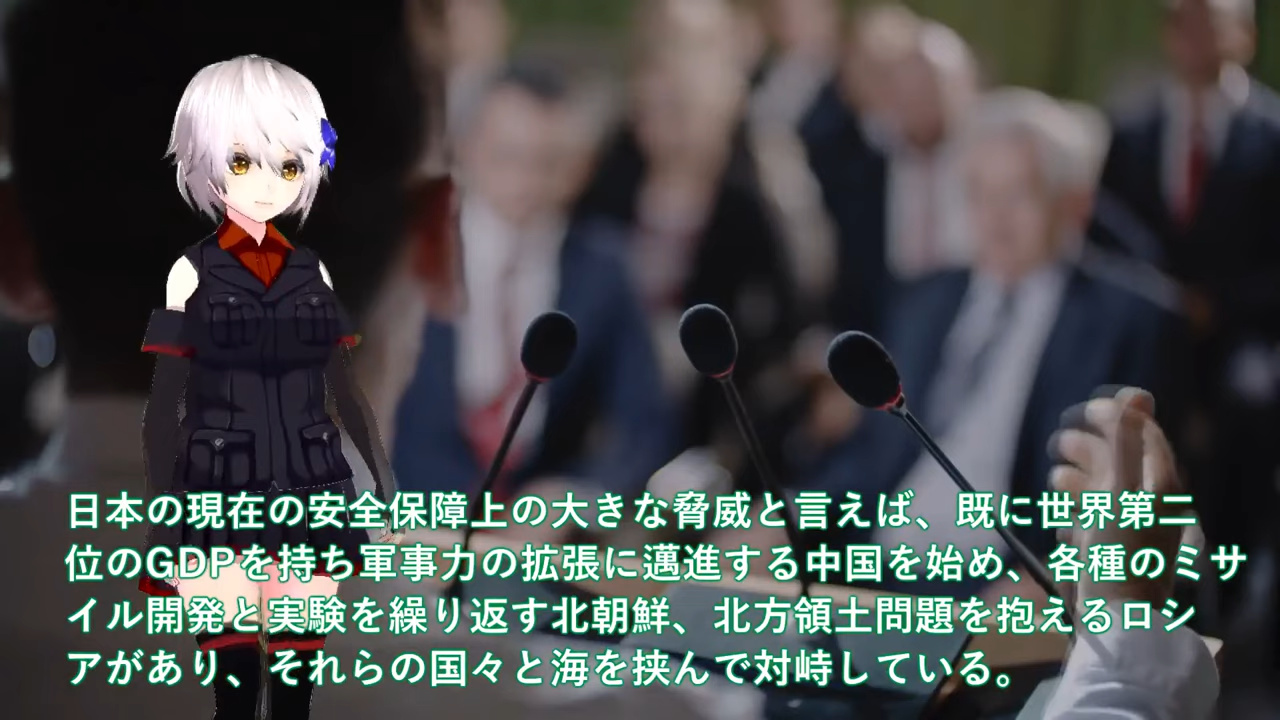 日本の現在の安全保障上の大きな脅威と言えば、既に世界第二
位のGDPを持ち軍事力の拡張に邁進する中国を始め、各種のミサ
イル開発と実験を繰り返す北朝鮮、北方領土問題を抱えるロシ
アがあり、それらの国々と海を挟んで対峙している。